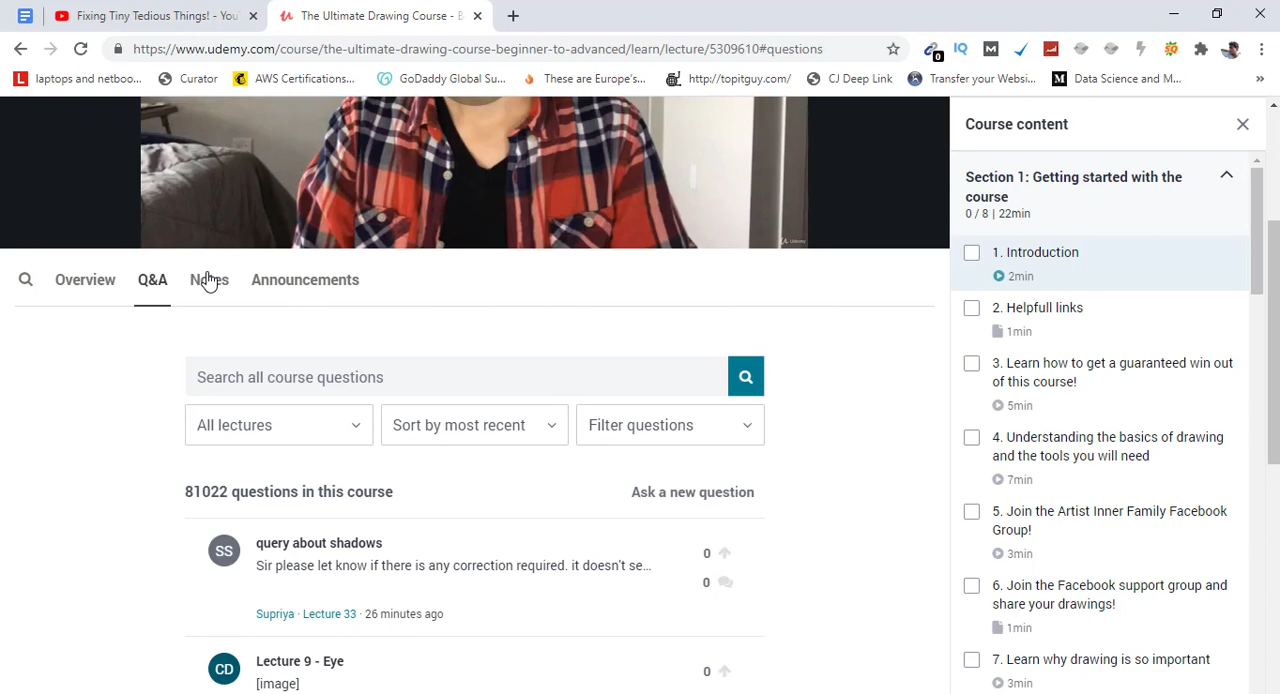 Fixing Tiny Tedious Things! - You
The Ultimate Drawing Course - B
https://www.udemy.com/course/the-ultimate-drawing-course-beginner-to-advanced/learn/lecture/5309610#questions
IQ
M
0
L laptops and netboo...
Curator
AWS Certifications...
GoDaddy Global Su...
These are Europe's...
http://topitguy.com/
CJ Deep Link
Transfer your Websi...
M Data Science and M...
»
Udemy
Overview
Q&A
Notes
Announcements
Search all course questions
All lectures
Sort by most recent
Filter questions
81022 questions in this course
Ask a new question
SS
query about shadows
Sir please let know if there is any correction required. it doesn't se...
0
0
Supriya · Lecture 33 · 26 minutes ago
CD
Lecture 9 - Eye
[image]
0
Course content
Section 1: Getting started with the
course
0 / 8 | 22min
1. Introduction
2min
2. Helpfull links
1min
3. Learn how to get a guaranteed win out
of this course!
5min
4. Understanding the basics of drawing
and the tools you will need
7min
5. Join the Artist Inner Family Facebook
Group!
3min
6. Join the Facebook support group and
share your drawings!
1min
7. Learn why drawing is so important
3min